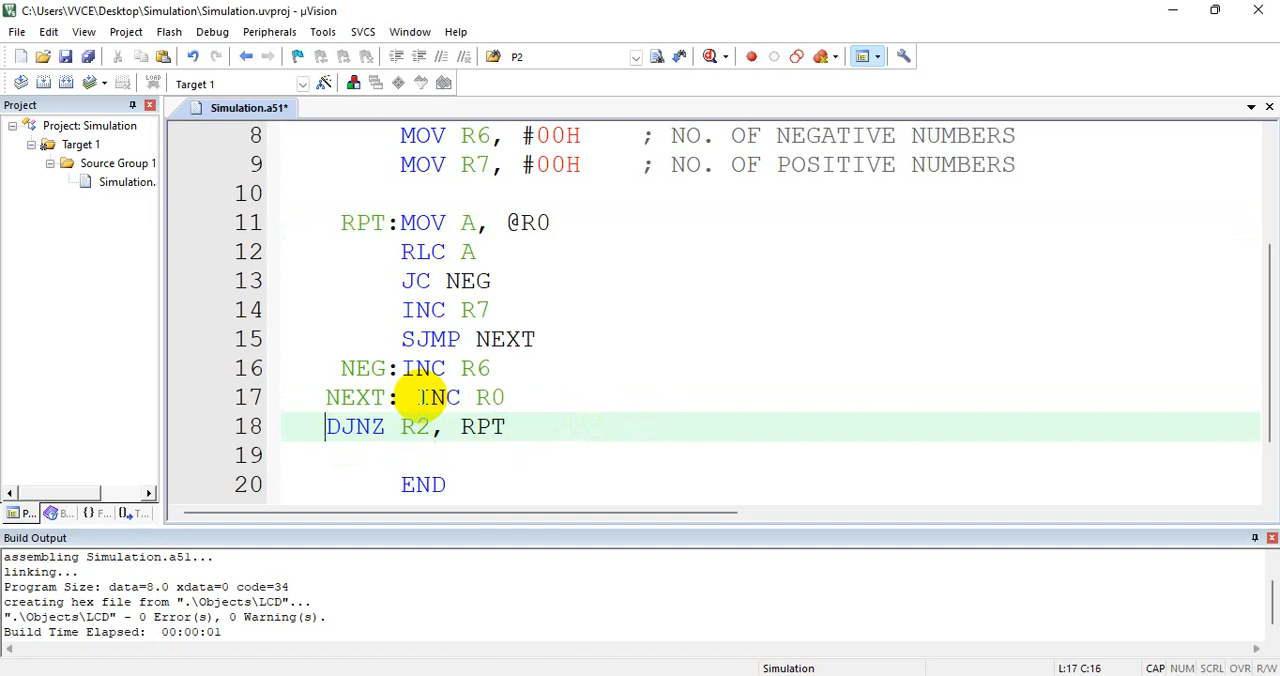 C:\Users\VVCE\Desktop\Simulation\Simulation.uvproj - µVision
File Edit View Project Flash Debug Peripherals Tools SVCS Window Help
P2
LOAD Target 1
Project Simulation.a51*
Project: Simulation
Target 1
Source Group 1
Simulation.
8 MOV R6, #00H ; NO. OF NEGATIVE NUMBERS
9 MOV R7, #00H ; NO. OF POSITIVE NUMBERS
10
11 RPT:MOV A, @R0
12 RLC A
13 JC NEG
14 INC R7
15 SJMP NEXT
16 NEG:INC R6
17 NEXT: INC R0
18 DJNZ R2, RPT
19
20 END
P... B... {} F... T...
Build Output
assembling Simulation.a51...
linking...
Program Size: data=8.0 xdata=0 code=34
creating hex file from ".\Objects\LCD"...
".\Objects\LCD" - 0 Error(s), 0 Warning(s).
Build Time Elapsed: 00:00:01
Simulation L:17 C:16 CAP NUM SCRL OVR R/W